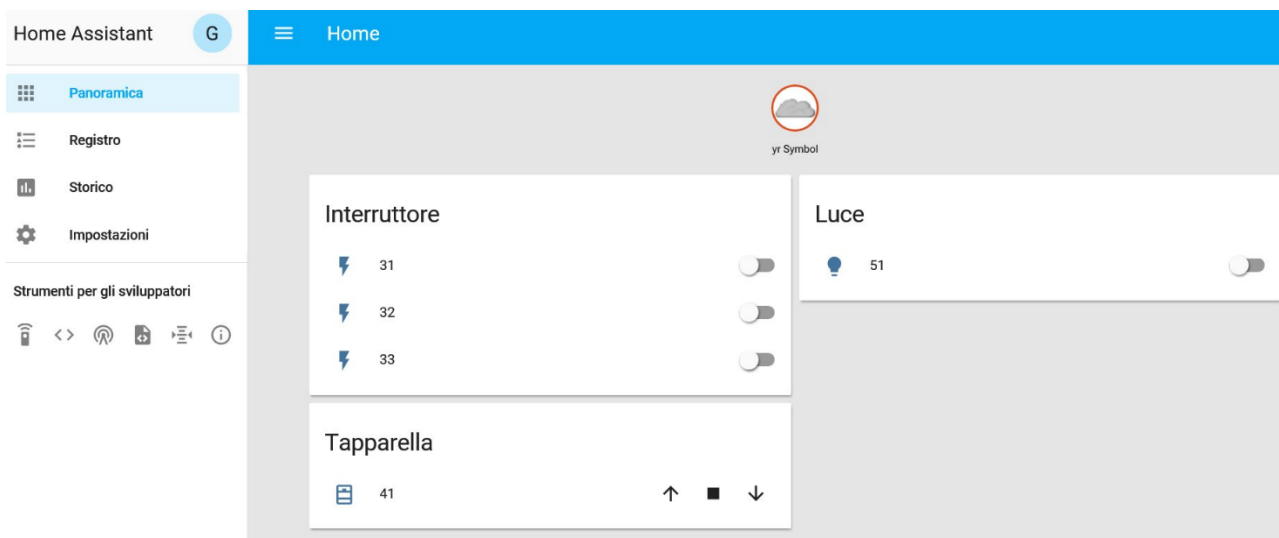 Home Assistant
G
Home
Panoramica
Registro
Storico
Impostazioni
Strumenti per gli sviluppatori
yr Symbol
Interruttore
31
32
33
Tapparella
41
Luce
51